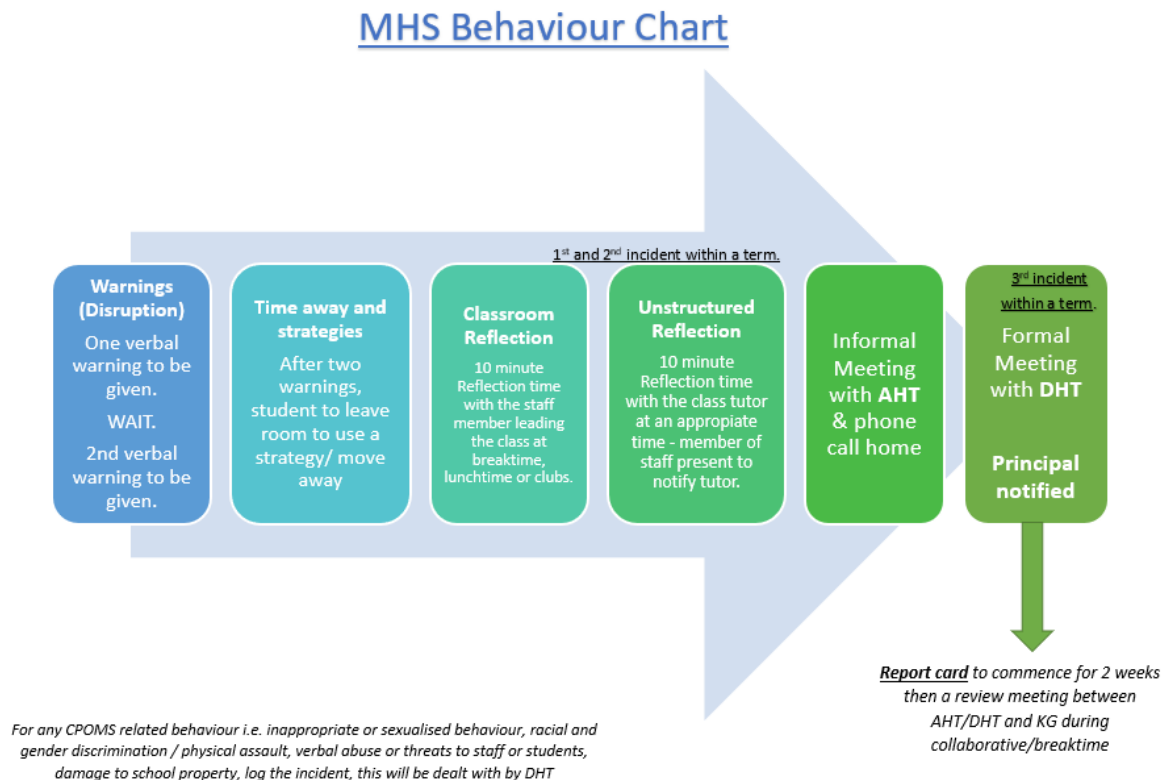 MHS Behaviour Chart
1st and 2nd incident within a term.
Warnings
(Disruption)
One verbal
warning to be
given.
WAIT.
2nd verbal
warning to be
given.
Time away and
strategies
After two
warnings,
student to leave
room to use a
strategy/ move
away
Classroom
Reflection
10 minute
Reflection time
with the staff
member leading
the class at
breaktime,
lunchtime or clubs.
Unstructured
Reflection
10 minute
Reflection time
with the class tutor
at an appropiate
time - member of
staff present to
notify tutor.
Informal
Meeting
with AHT
& phone
call home
3rd incident
within a term.
Formal
Meeting
with DHT
Principal
notified
Report card to commence for 2 weeks
then a review meeting between
AHT/DHT and KG during
collaborative/breaktime
For any CPOMS related behaviour i.e. inappropriate or sexualised behaviour, racial and
gender discrimination / physical assault, verbal abuse or threats to staff or students,
damage to school property, log the incident, this will be dealt with by DHT